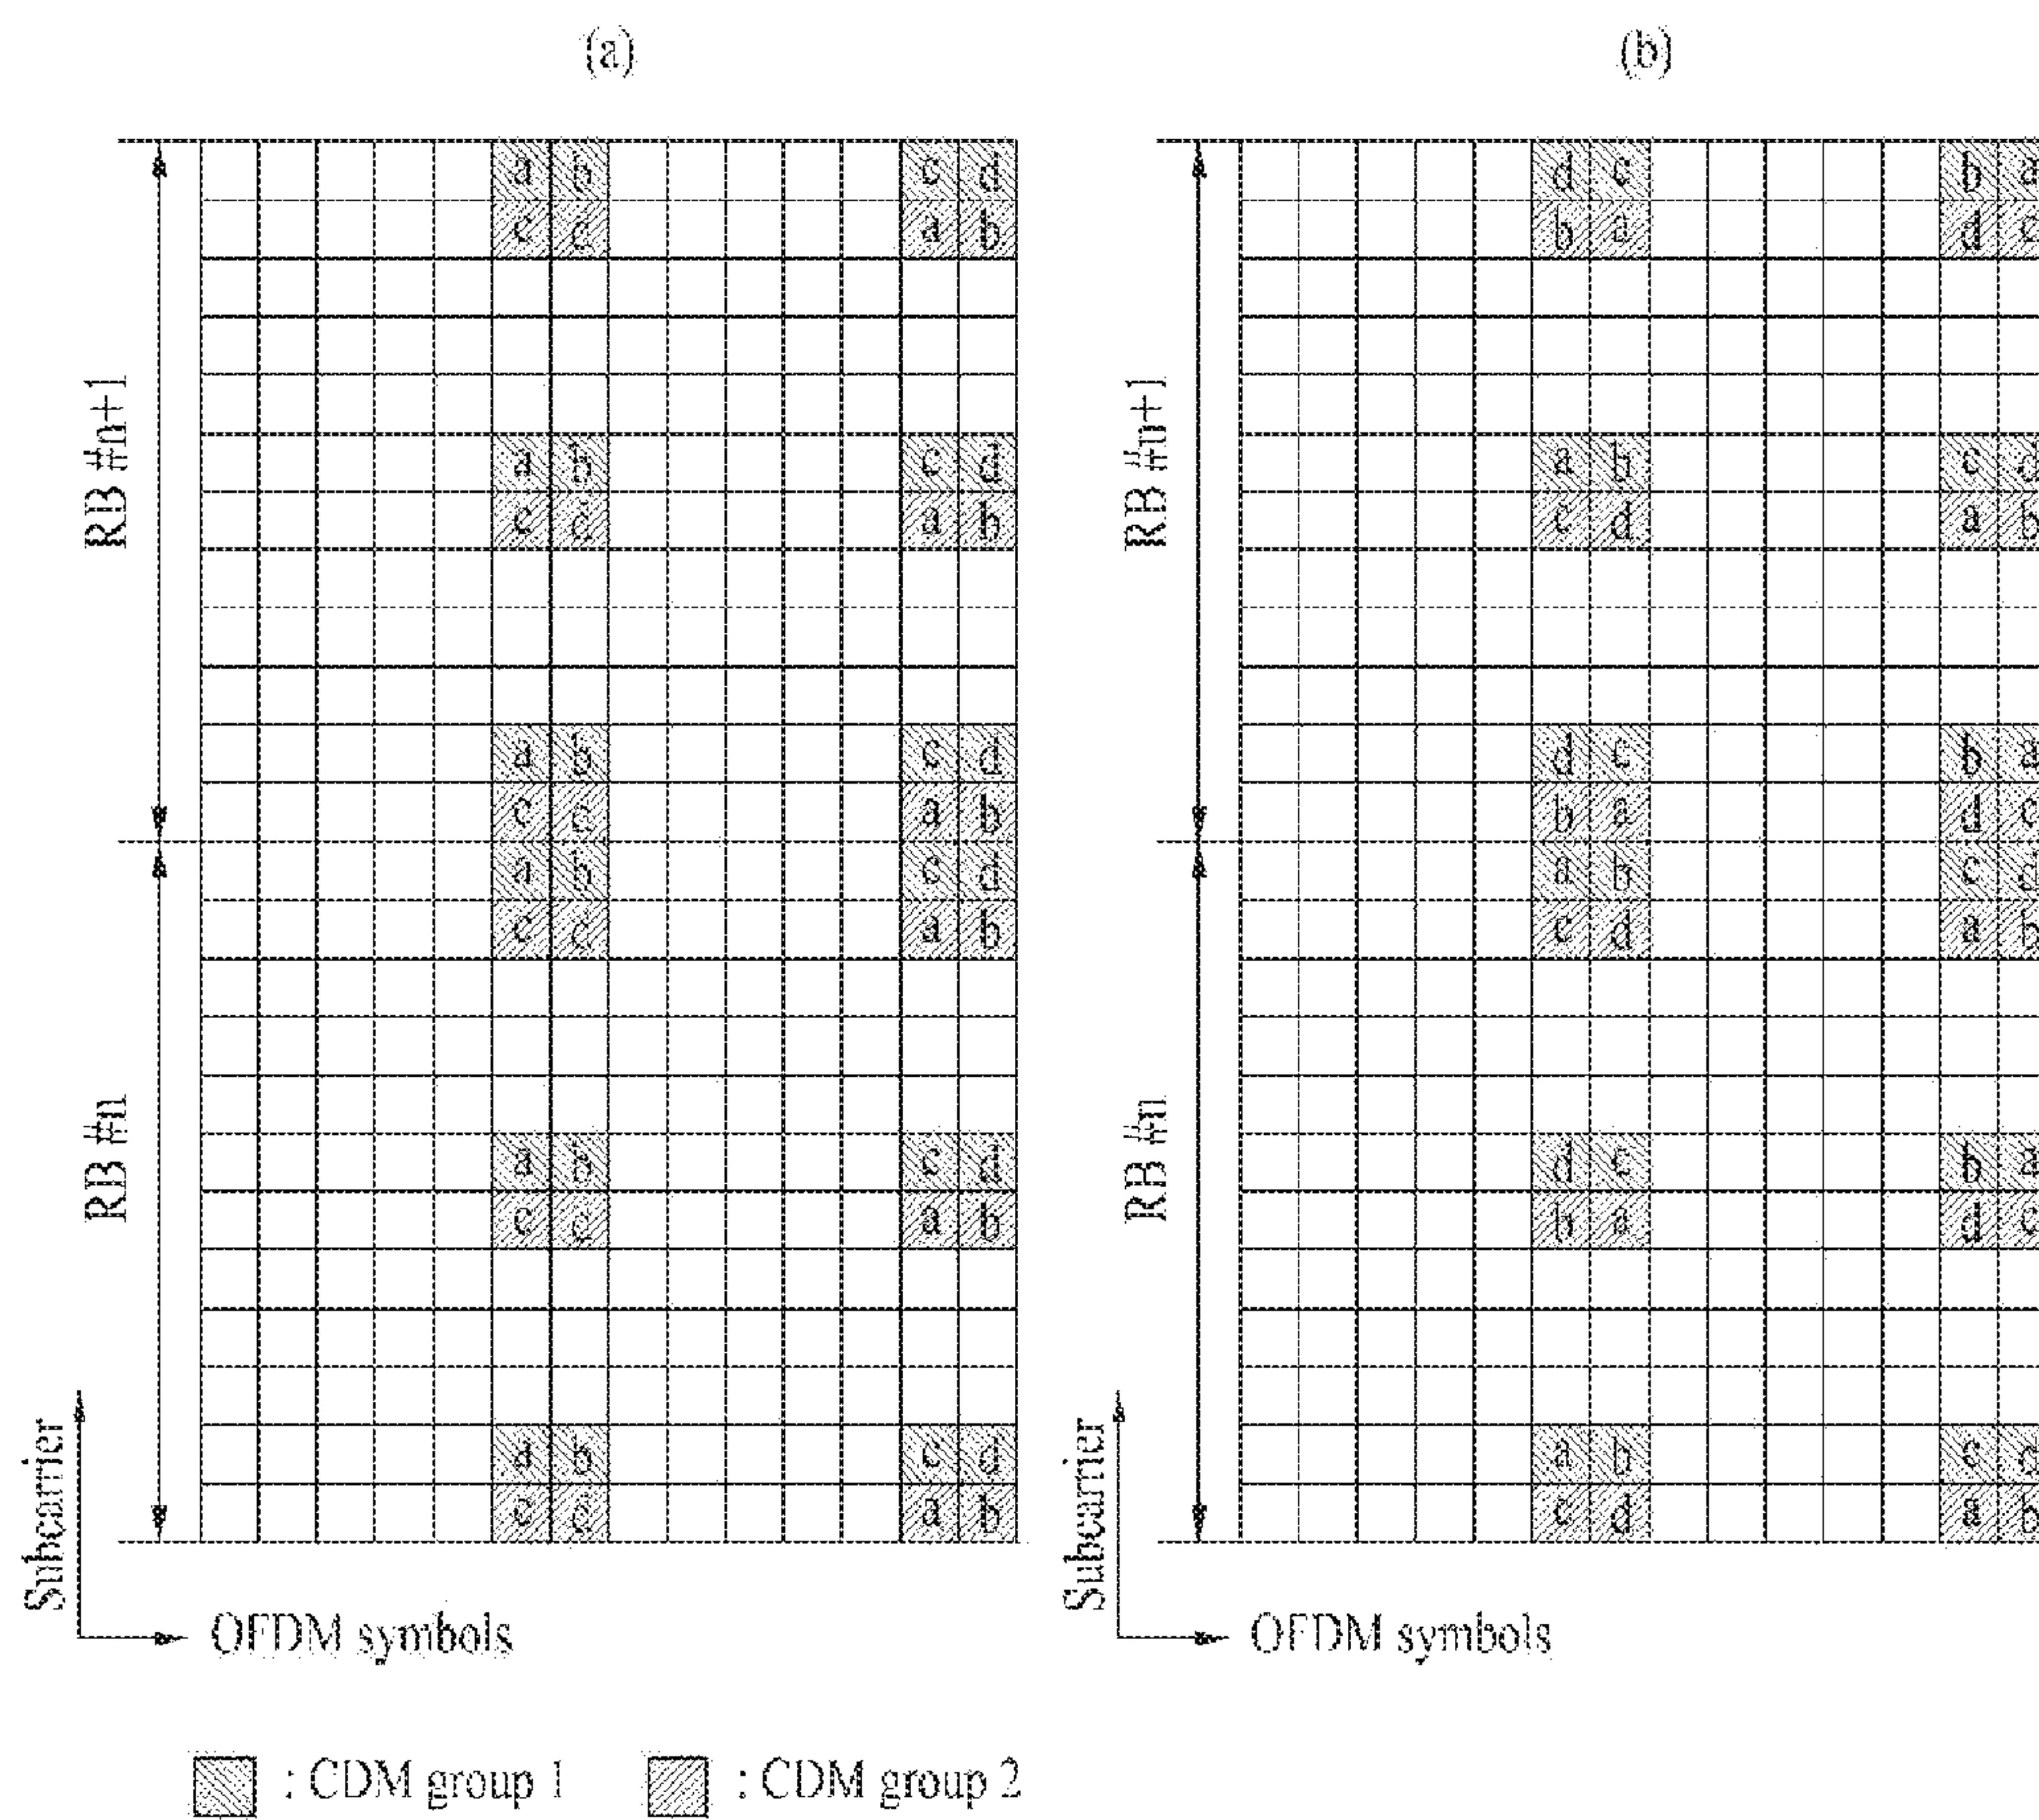 (a) (b)
a b c d d c b a
c d a b b a d c
RB #n+1 RB #n+1
a b c d a b c d
c d a b c d a b
a b c d d c b a
c d a b b a d c
a b c d a b c d
c d a b c d a b
RB #n RB #n
a b c d d c b a
c d a b b a d c
a b c d a b c d
c d a b c d a b
Subcarrier Subcarrier
OFDM symbols OFDM symbols
: CDM group 1 : CDM group 2